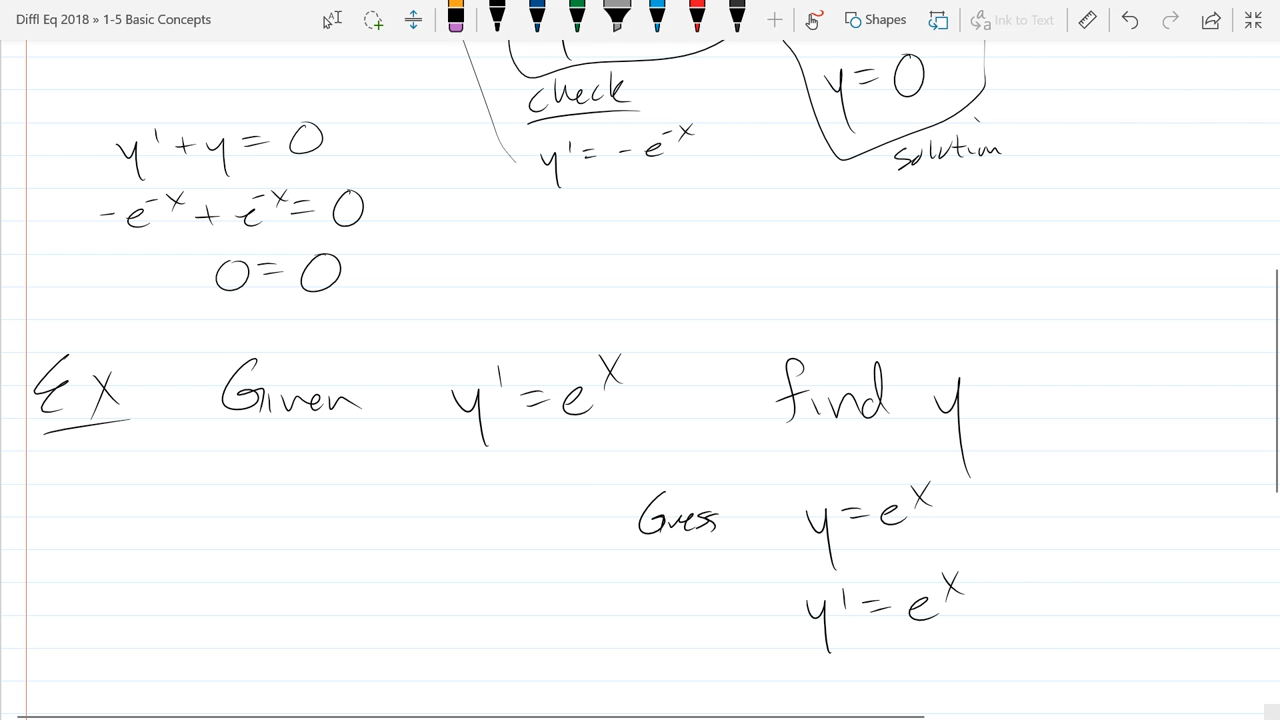 Diffl Eq 2018 » 1-5 Basic Concepts
Shapes
Ink to Text
check
y' = -e^-x
y = 0
solution
y' + y = 0
-e^-x + e^-x = 0
0 = 0
Ex Given y' = e^x find y
Guess y = e^x
y' = e^x